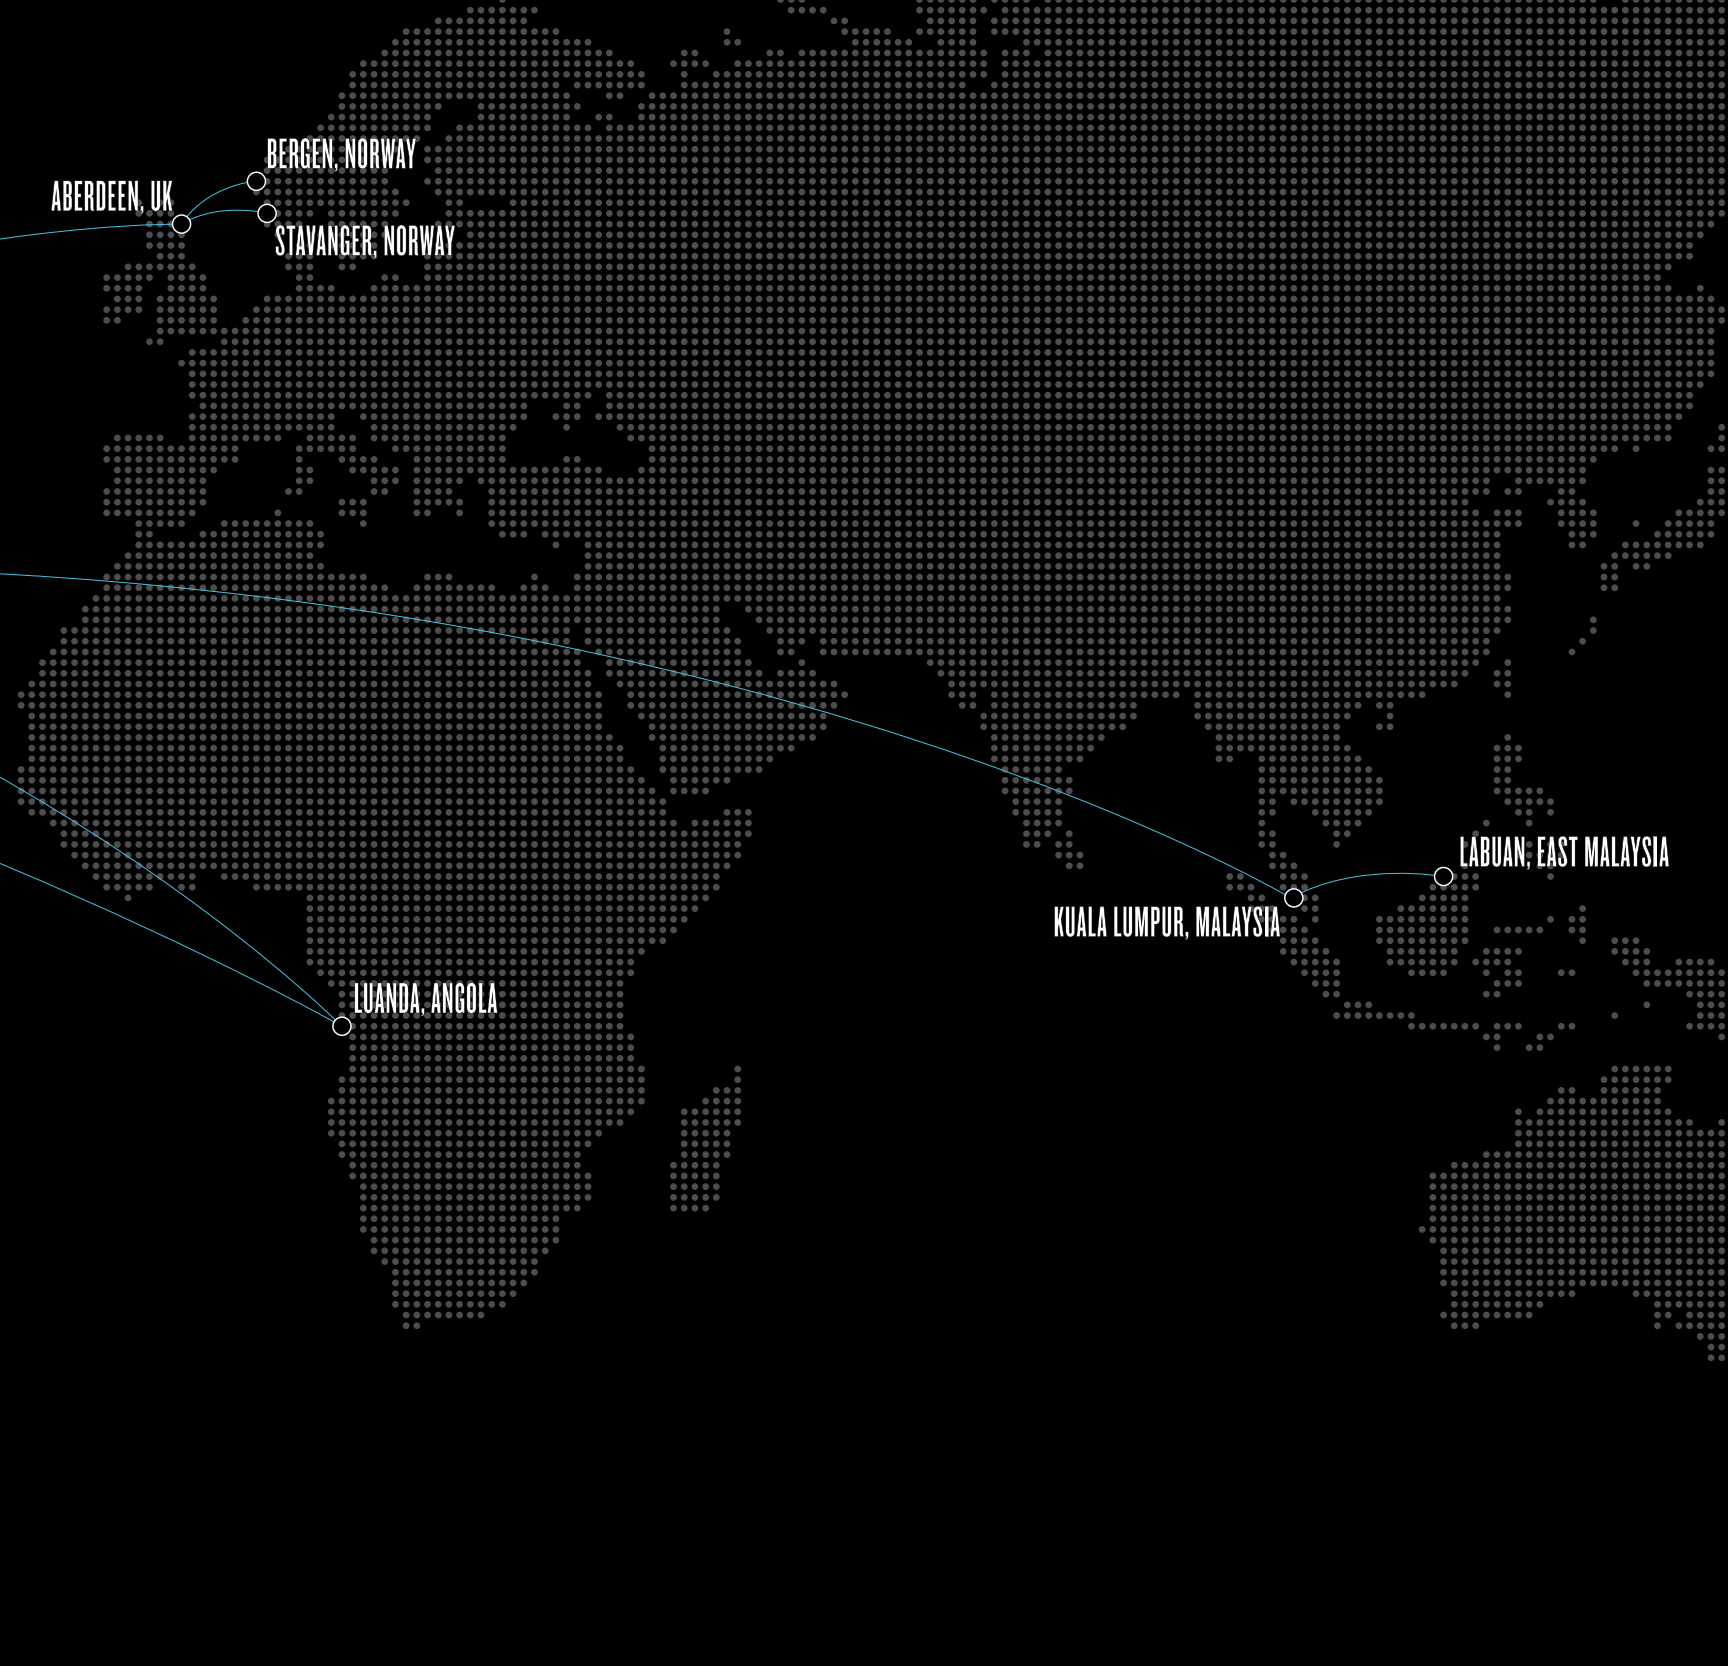 BERGEN, NORWAY
ABERDEEN, UK
STAVANGER, NORWAY
LABUAN, EAST MALAYSIA
KUALA LUMPUR, MALAYSIA
LUANDA, ANGOLA